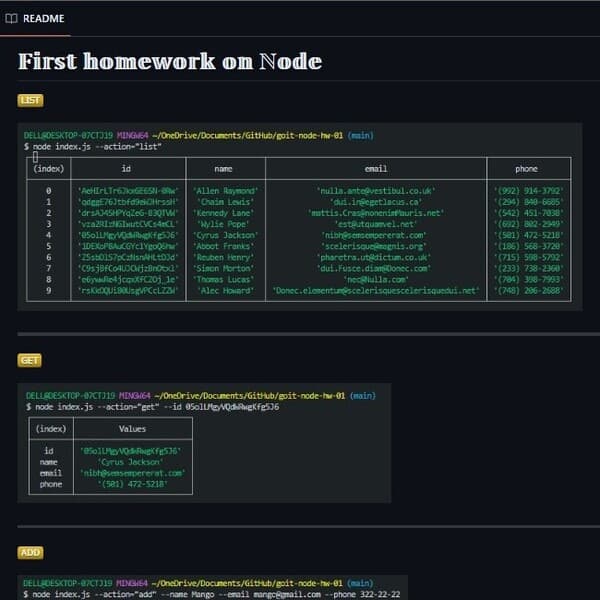 README
First homework on Node
LIST
DELL@DESKTOP-07CTJ19 MINGW64 ~/OneDrive/Documents/GitHub/goit-node-hw-01 (main)
$ node index.js --action="list"
(index) id name email phone
0 'AeHIrLTr6JkxGE6SN-0Rw' 'Allen Raymond' 'nulla.ante@vestibul.co.uk' '(992) 914-3792'
1 'qdggE76Jtbfd9eWJHrssH' 'Chaim Lewis' 'dui.in@egetlacus.ca' '(294) 840-6685'
2 'drsAJ4SHPYqZeG-83QTVW' 'Kennedy Lane' 'mattis.Cras@nonenimMauris.net' '(542) 451-7038'
3 'vza2RIzNGIwutCVCs4mCL' 'Wylie Pope' 'est@utquamvel.net' '(692) 802-2949'
4 '05olLMgyVQdWRwgKfg5J6' 'Cyrus Jackson' 'nibh@semsempererat.com' '(501) 472-5218'
5 '1DEXoP8AuCGYc1YgoQ6hw' 'Abbot Franks' 'scelerisque@magnis.org' '(186) 568-3720'
6 'Z5sbDlS7pCzNsnAHLtDJd' 'Reuben Henry' 'pharetra.ut@dictum.co.uk' '(715) 598-5792'
7 'C9sjBfCo4UJCWjzBnOtxl' 'Simon Morton' 'dui.Fusce.diam@Donec.com' '(233) 738-2360'
8 'e6ywwRe4jcqxXfCZOj_1e' 'Thomas Lucas' 'nec@Nulla.com' '(704) 398-7993'
9 'rsKkOQUi80UsgVPCcLZZW' 'Alec Howard' 'Donec.elementum@scelerisquescelerisquedui.net' '(748) 206-2688'
GET
DELL@DESKTOP-07CTJ19 MINGW64 ~/OneDrive/Documents/GitHub/goit-node-hw-01 (main)
$ node index.js --action="get" --id 05olLMgyVQdWRwgKfg5J6
(index) Values
id '05olLMgyVQdWRwgKfg5J6'
name 'Cyrus Jackson'
email 'nibh@semsempererat.com'
phone '(501) 472-5218'
ADD
DELL@DESKTOP-07CTJ19 MINGW64 ~/OneDrive/Documents/GitHub/goit-node-hw-01 (main)
$ node index.js --action="add" --name Mango --email mango@gmail.com --phone 322-22-22